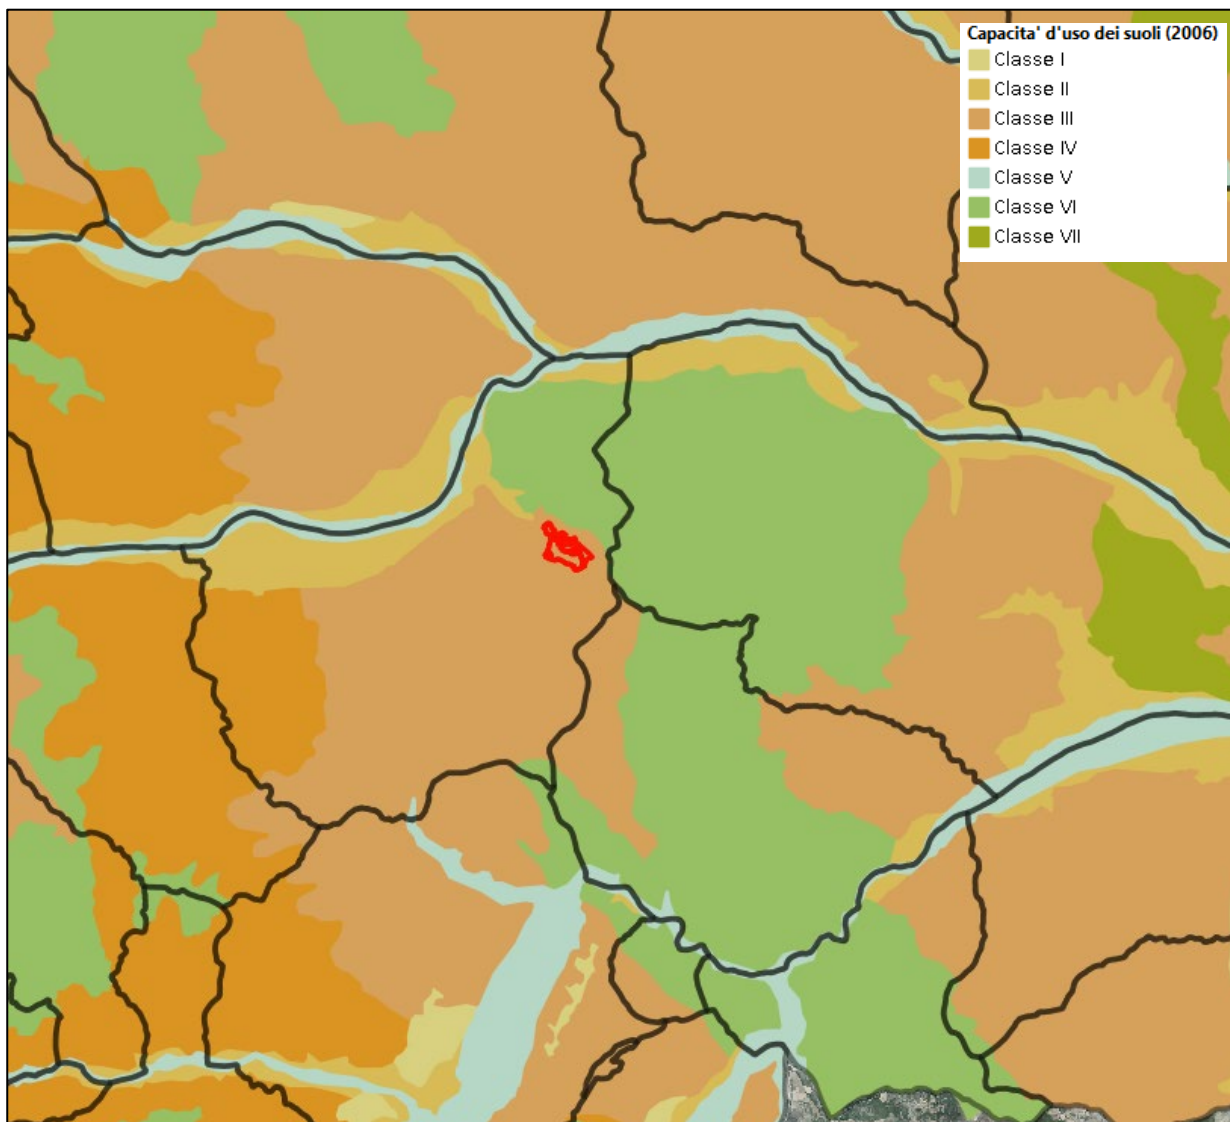 Capacita' d'uso dei suoli (2006)
Classe I
Classe II
Classe III
Classe IV
Classe V
Classe VI
Classe VII